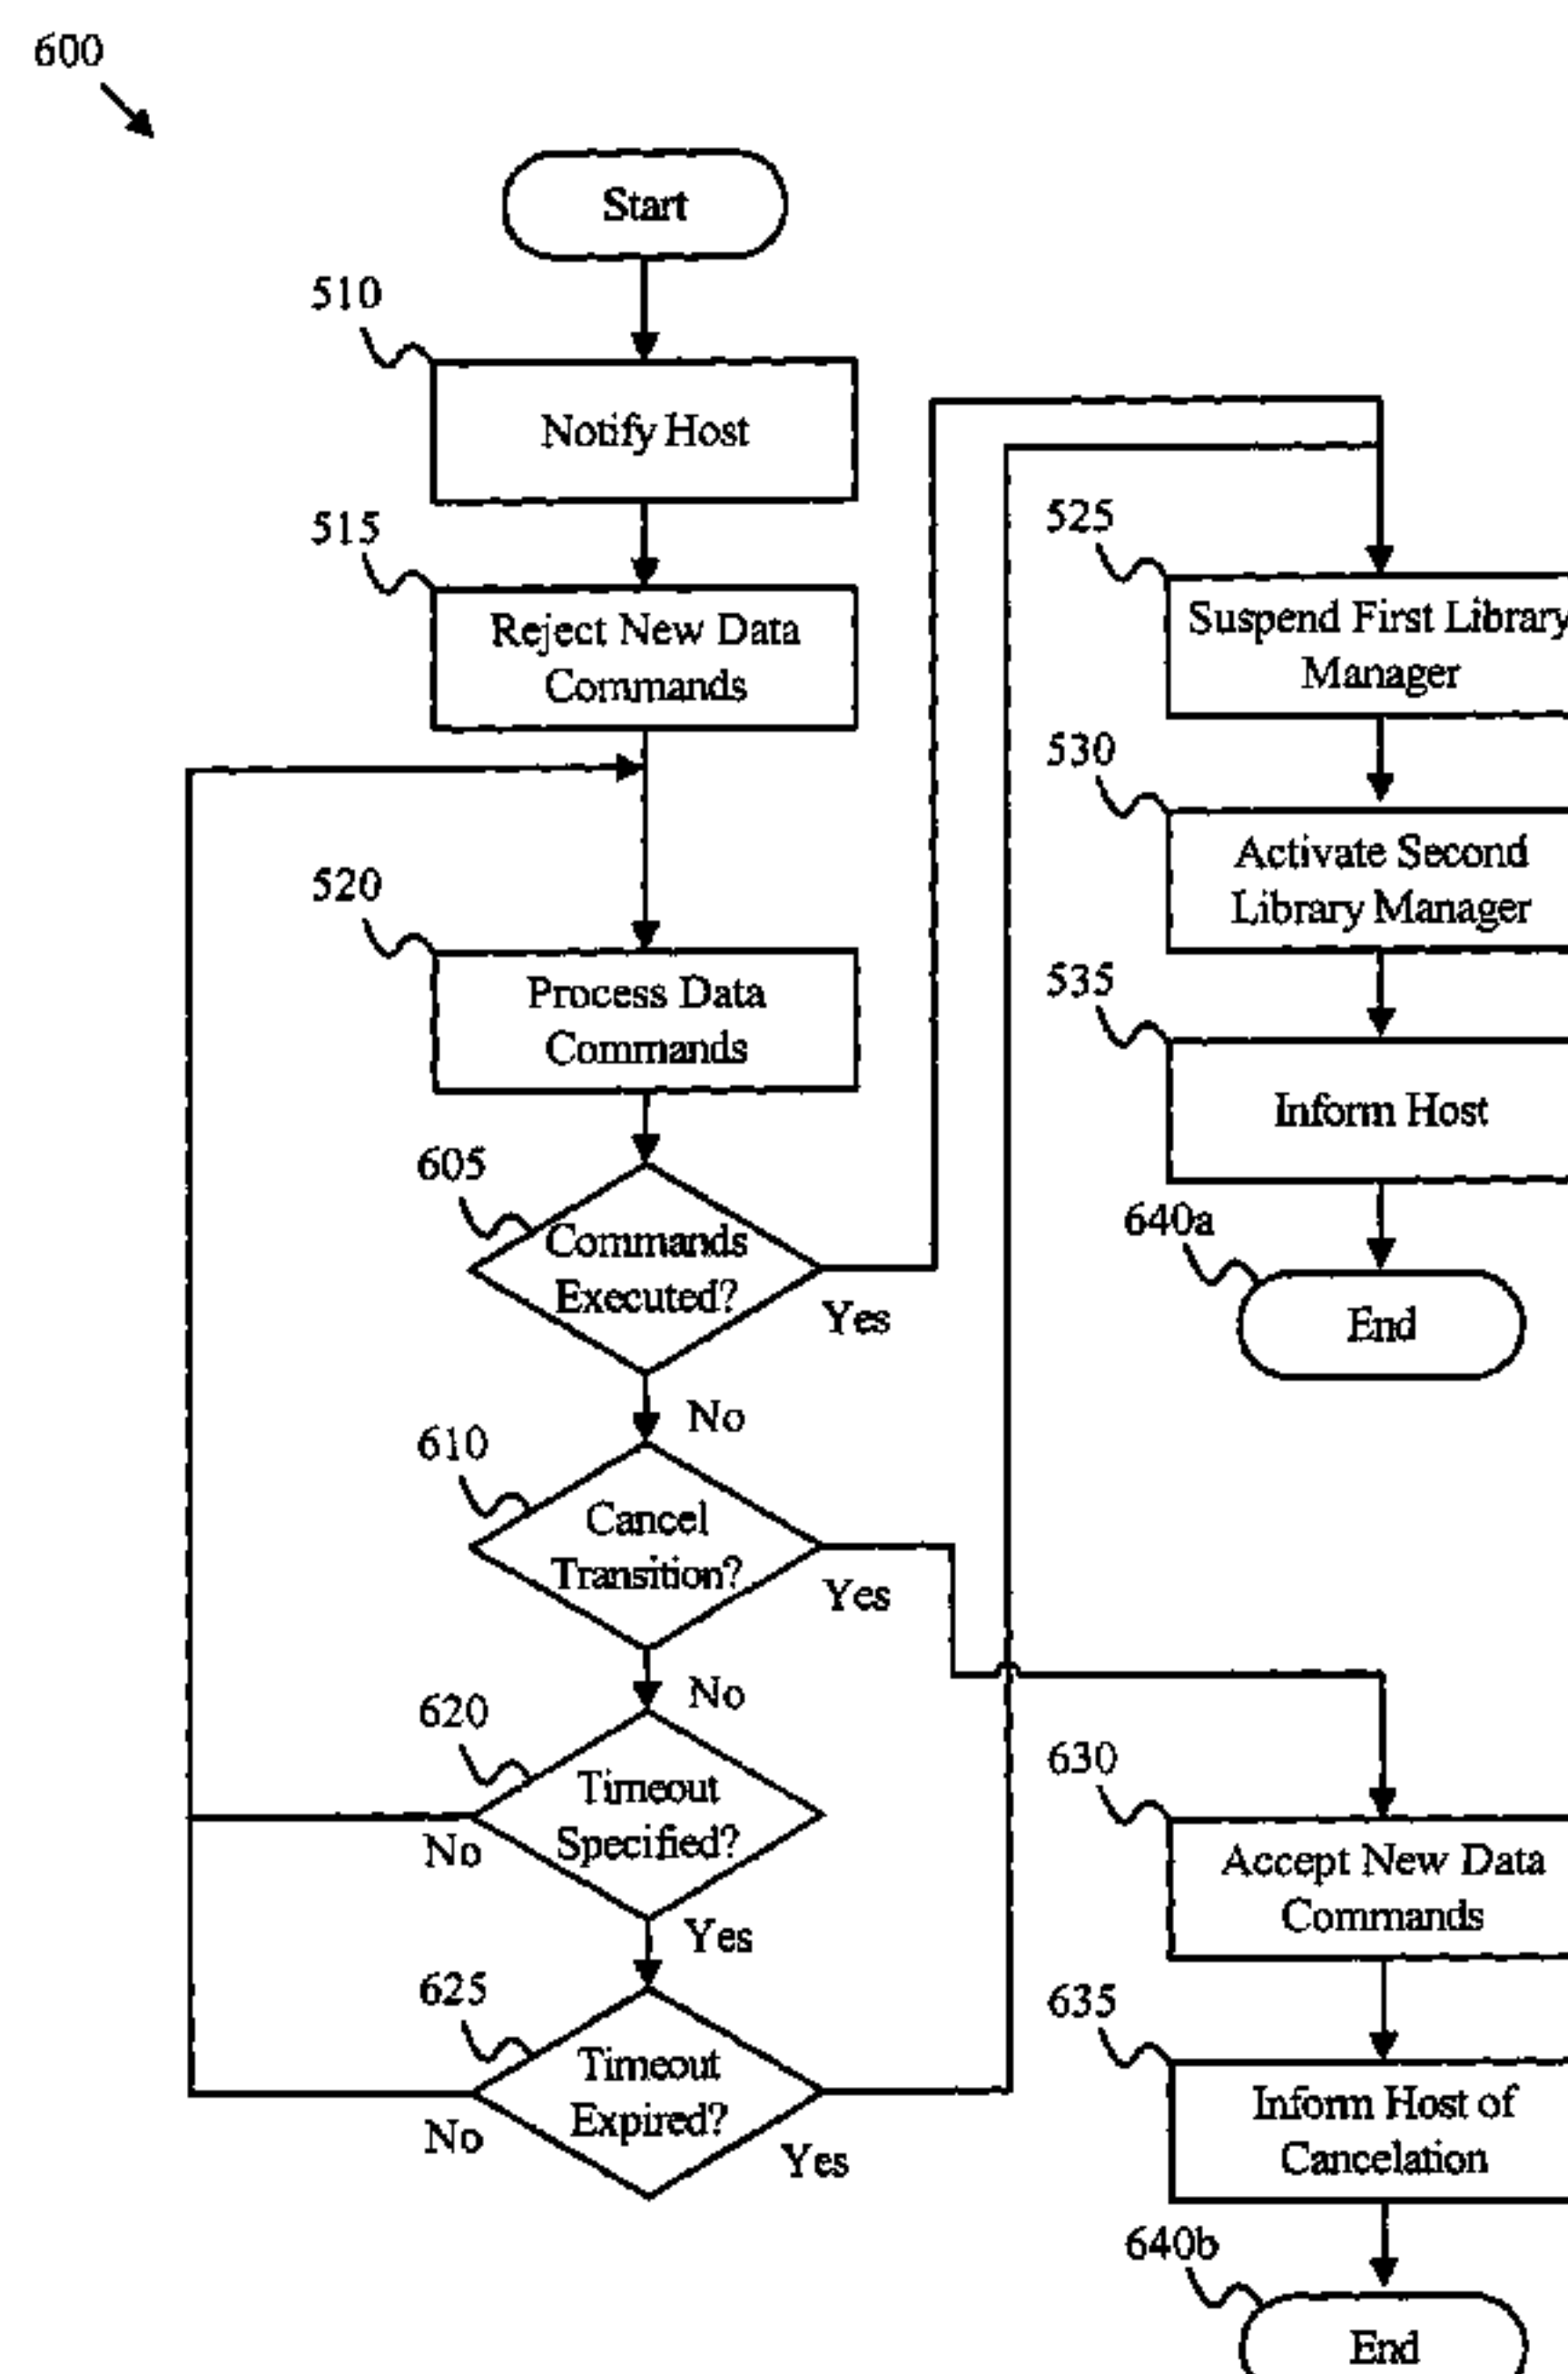 600
Start
510
Notify Host
515
Reject New Data
Commands
520
Process Data
Commands
605
Commands
Executed?
Yes
No
610
Cancel
Transition?
Yes
No
620
Timeout
Specified?
No
Yes
625
Timeout
Expired?
No
Yes
525
Suspend First Library
Manager
530
Activate Second
Library Manager
535
Inform Host
640a
End
630
Accept New Data
Commands
635
Inform Host of
Cancelation
640b
End